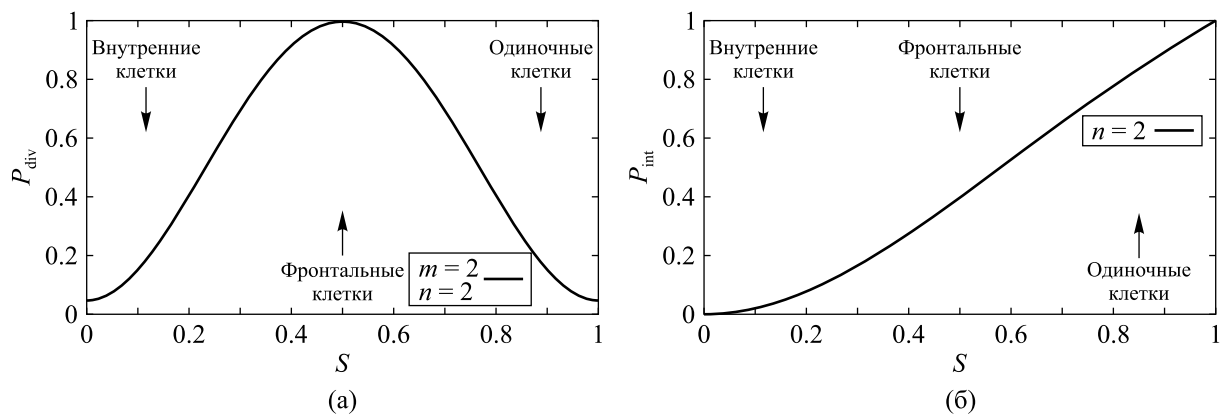 1
0.8
0.6
0.4
0.2
0
P_div
Внутренние
клетки
Одиночные
клетки
Фронтальные
клетки
m = 2
n = 2
0 0.2 0.4 0.6 0.8 1
S
(а)
1
0.8
0.6
0.4
0.2
0
P_int
Внутренние
клетки
Фронтальные
клетки
n = 2
Одиночные
клетки
0 0.2 0.4 0.6 0.8 1
S
(б)